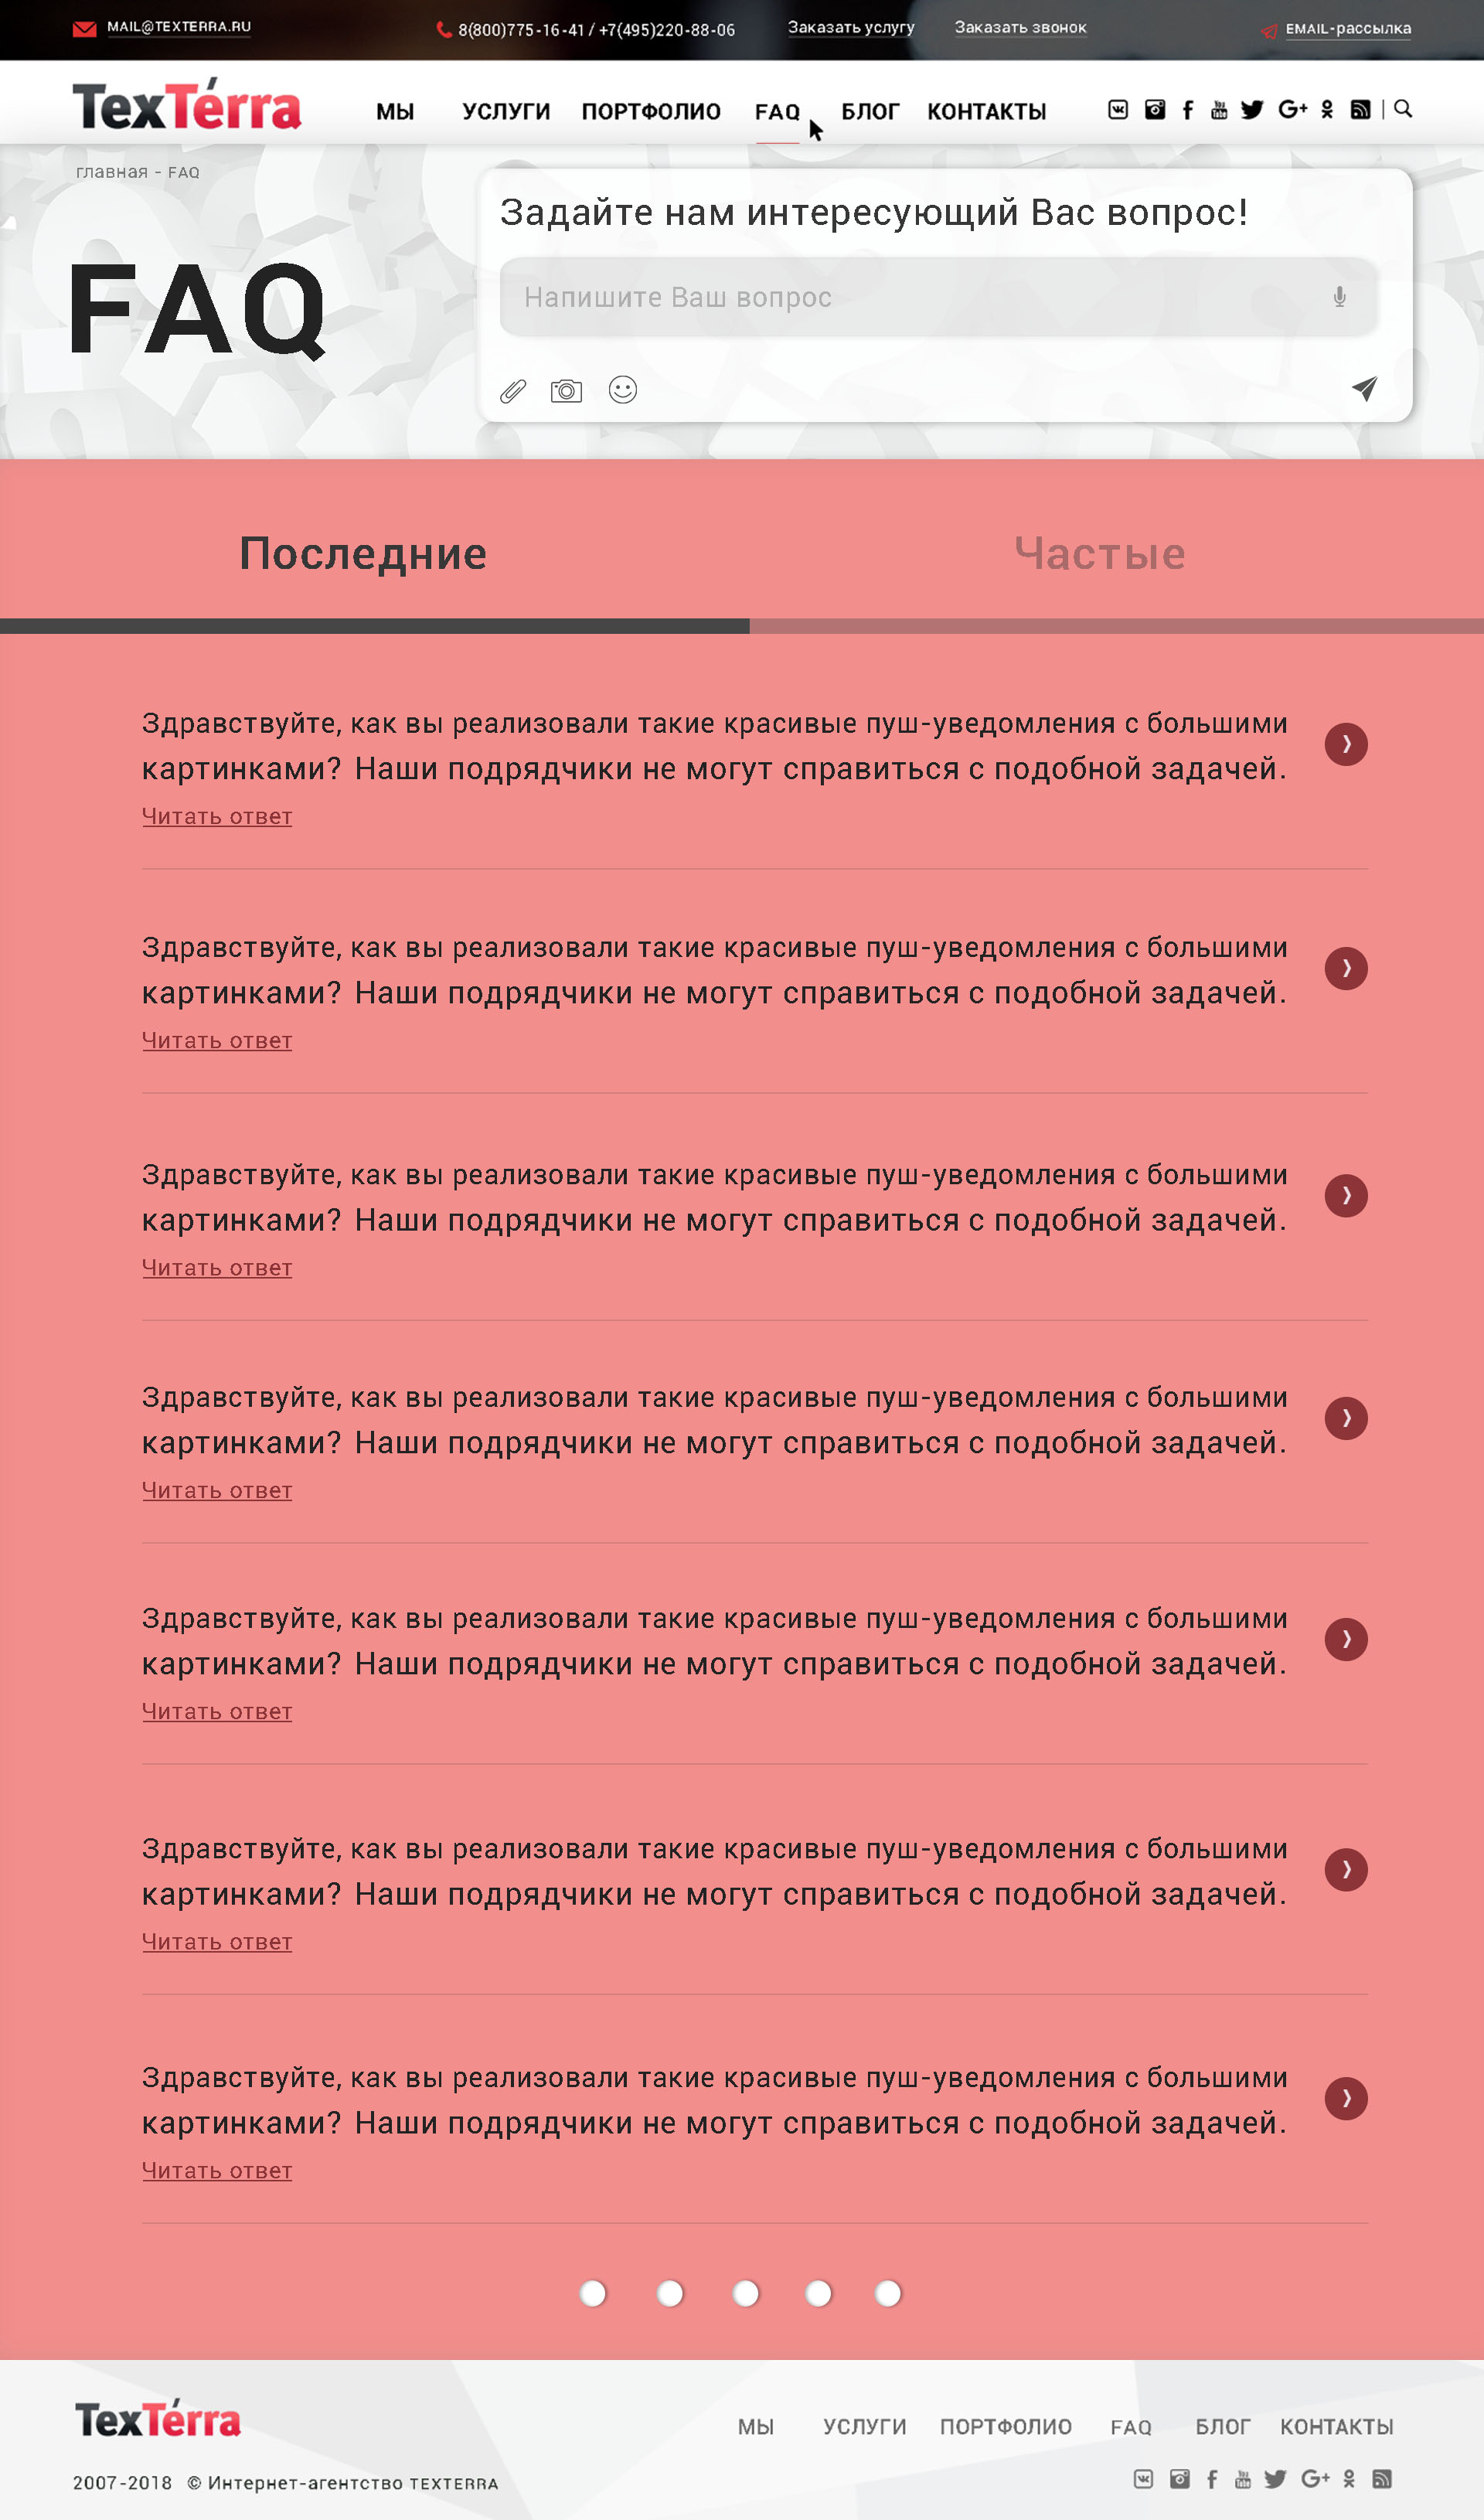 MAIL@TEXTERRA.RU
8(800)775-16-41 / +7(495)220-88-06
Заказать услугу
Заказать звонок
EMAIL-рассылка
TexTérra
МЫ УСЛУГИ ПОРТФОЛИО FAQ БЛОГ КОНТАКТЫ
главная - FAQ
FAQ
Задайте нам интересующий Вас вопрос!
Напишите Ваш вопрос
Последние
Частые
Здравствуйте, как вы реализовали такие красивые пуш-уведомления с большими
картинками? Наши подрядчики не могут справиться с подобной задачей.
Читать ответ
Здравствуйте, как вы реализовали такие красивые пуш-уведомления с большими
картинками? Наши подрядчики не могут справиться с подобной задачей.
Читать ответ
Здравствуйте, как вы реализовали такие красивые пуш-уведомления с большими
картинками? Наши подрядчики не могут справиться с подобной задачей.
Читать ответ
Здравствуйте, как вы реализовали такие красивые пуш-уведомления с большими
картинками? Наши подрядчики не могут справиться с подобной задачей.
Читать ответ
Здравствуйте, как вы реализовали такие красивые пуш-уведомления с большими
картинками? Наши подрядчики не могут справиться с подобной задачей.
Читать ответ
Здравствуйте, как вы реализовали такие красивые пуш-уведомления с большими
картинками? Наши подрядчики не могут справиться с подобной задачей.
Читать ответ
Здравствуйте, как вы реализовали такие красивые пуш-уведомления с большими
картинками? Наши подрядчики не могут справиться с подобной задачей.
Читать ответ
TexTérra
МЫ УСЛУГИ ПОРТФОЛИО FAQ БЛОГ КОНТАКТЫ
2007-2018 © Интернет-агентство TEXTERRA